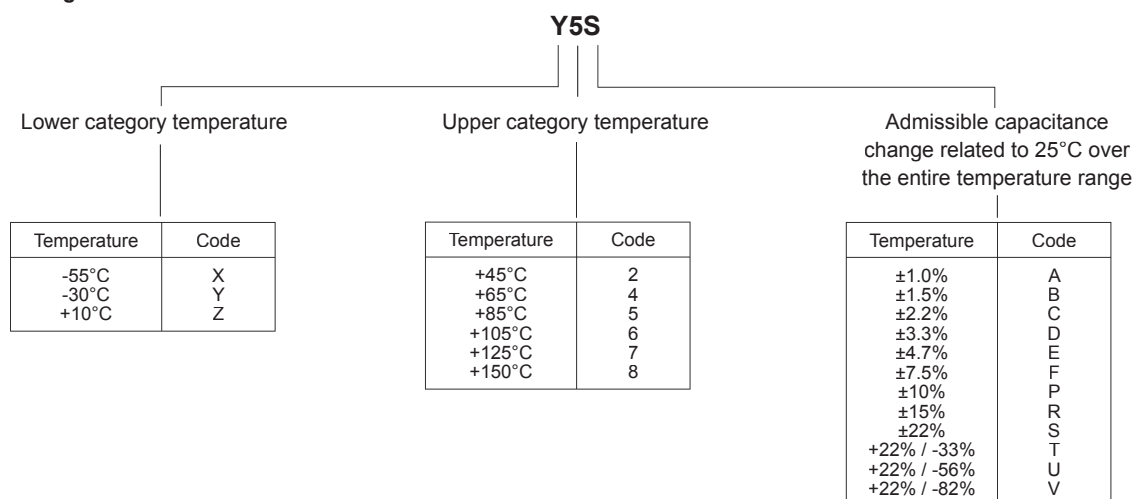 Y5S
Lower category temperature
Upper category temperature
Admissible capacitance
change related to 25°C over
the entire temperature range
Temperature Code
-55°C X
-30°C Y
+10°C Z
Temperature Code
+45°C 2
+65°C 4
+85°C 5
+105°C 6
+125°C 7
+150°C 8
Temperature Code
±1.0% A
±1.5% B
±2.2% C
±3.3% D
±4.7% E
±7.5% F
±10% P
±15% R
±22% S
+22% / -33% T
+22% / -56% U
+22% / -82% V